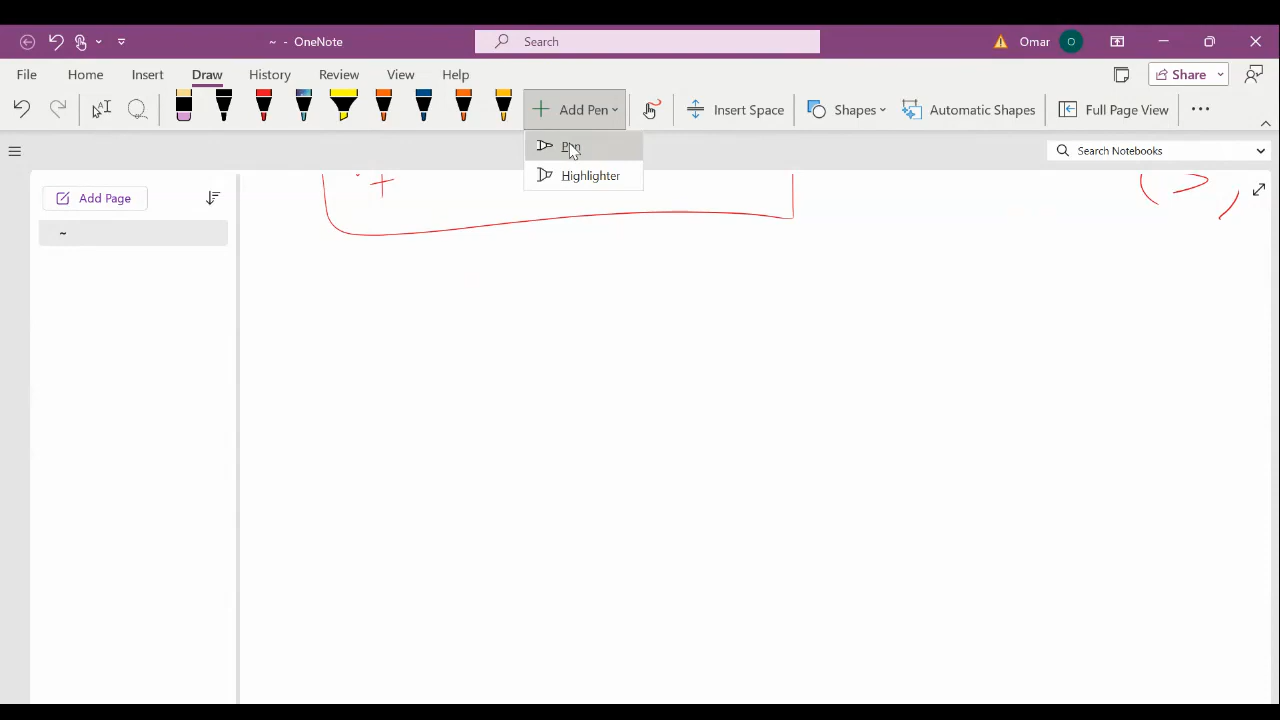 ~ - OneNote
Search
Omar
O
File
Home
Insert
Draw
History
Review
View
Help
Share
Add Pen
Insert Space
Shapes
Automatic Shapes
Full Page View
Pen
Highlighter
Search Notebooks
Add Page
~